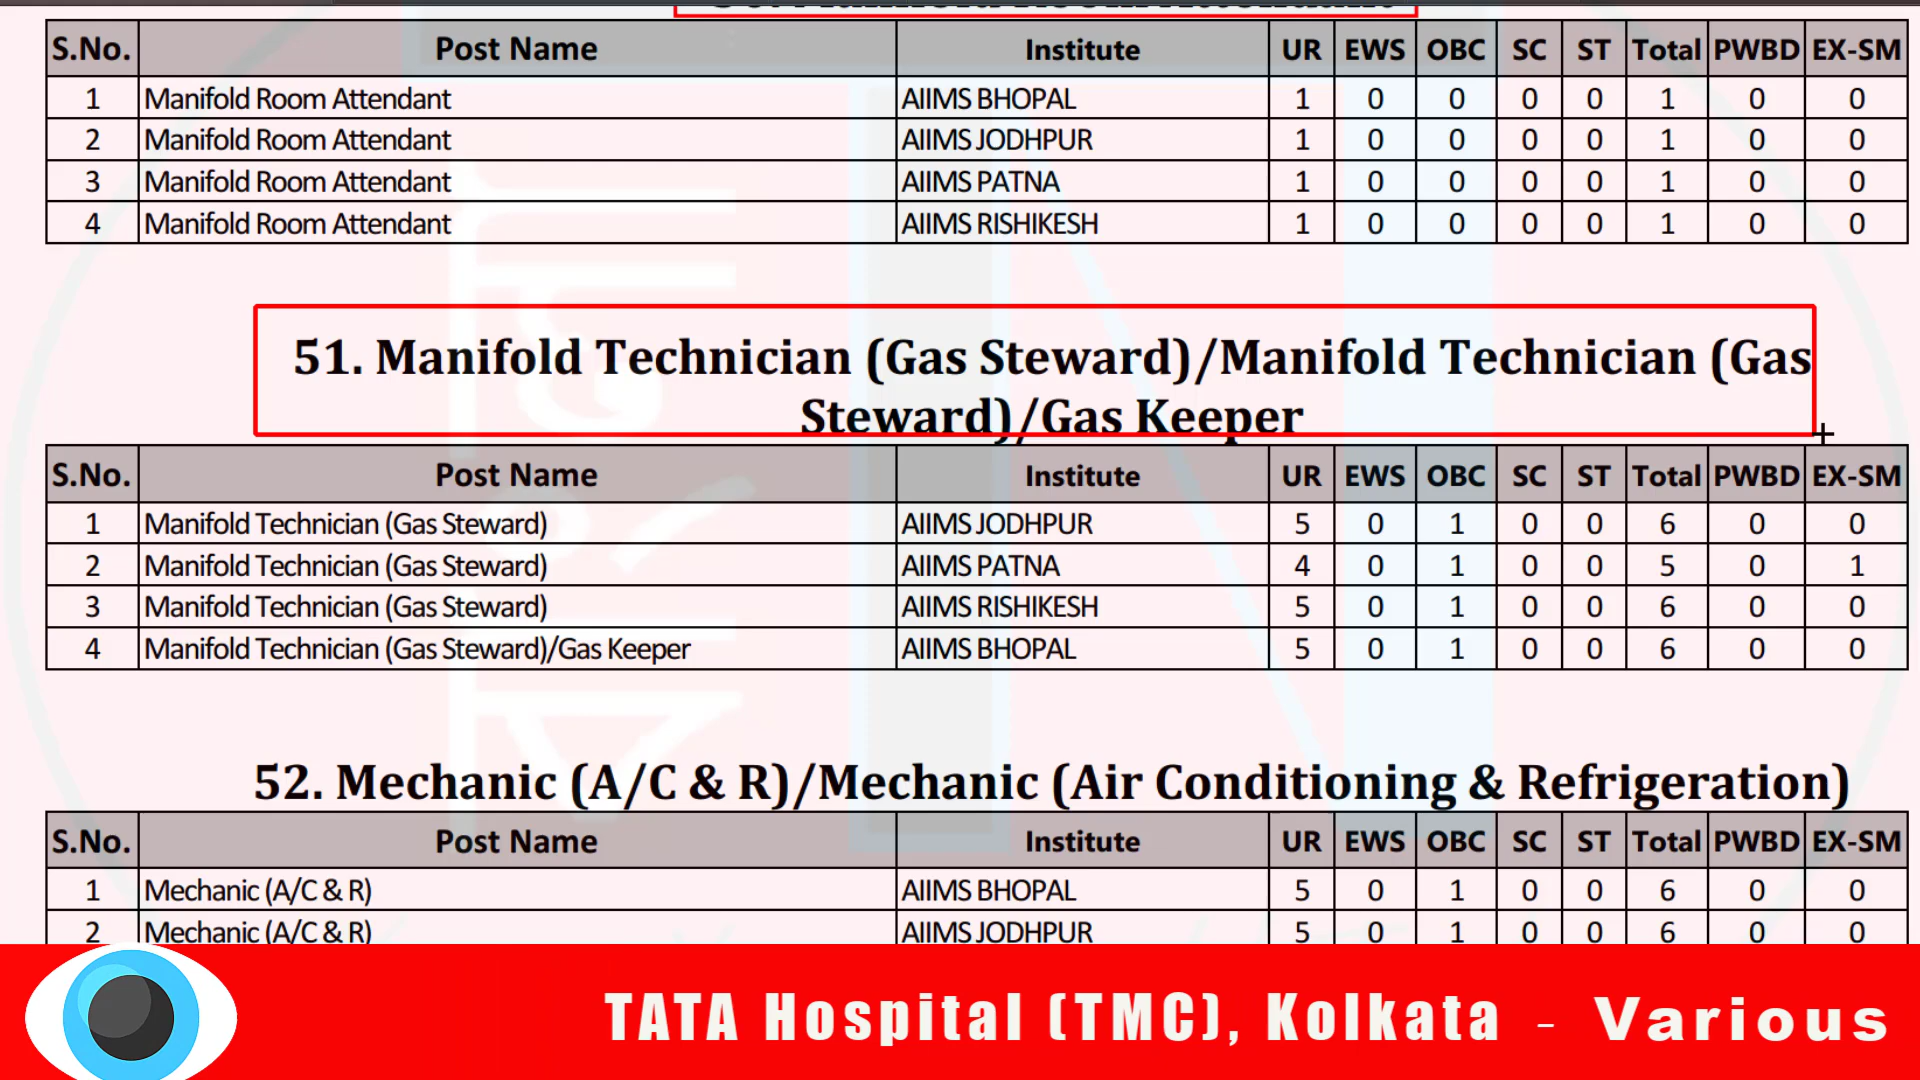 S.No. Post Name Institute UR EWS OBC SC ST Total PWBD EX-SM
1 Manifold Room Attendant AIIMS BHOPAL 1 0 0 0 0 1 0 0
2 Manifold Room Attendant AIIMS JODHPUR 1 0 0 0 0 1 0 0
3 Manifold Room Attendant AIIMS PATNA 1 0 0 0 0 1 0 0
4 Manifold Room Attendant AIIMS RISHIKESH 1 0 0 0 0 1 0 0
51. Manifold Technician (Gas Steward)/Manifold Technician (Gas
Steward)/Gas Keeper
S.No. Post Name Institute UR EWS OBC SC ST Total PWBD EX-SM
1 Manifold Technician (Gas Steward) AIIMS JODHPUR 5 0 1 0 0 6 0 0
2 Manifold Technician (Gas Steward) AIIMS PATNA 4 0 1 0 0 5 0 1
3 Manifold Technician (Gas Steward) AIIMS RISHIKESH 5 0 1 0 0 6 0 0
4 Manifold Technician (Gas Steward)/Gas Keeper AIIMS BHOPAL 5 0 1 0 0 6 0 0
52. Mechanic (A/C & R)/Mechanic (Air Conditioning & Refrigeration)
S.No. Post Name Institute UR EWS OBC SC ST Total PWBD EX-SM
1 Mechanic (A/C & R) AIIMS BHOPAL 5 0 1 0 0 6 0 0
2 Mechanic (A/C & R) AIIMS JODHPUR 5 0 1 0 0 6 0 0
TATA Hospital (TMC), Kolkata - Various